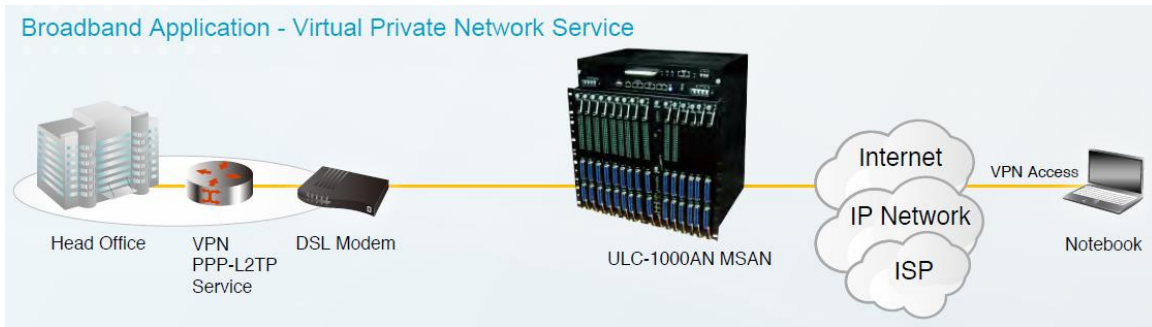 Broadband Application - Virtual Private Network Service
Head Office
VPN
PPP-L2TP
Service
DSL Modem
ULC-1000AN MSAN
Internet
IP Network
ISP
VPN Access
Notebook